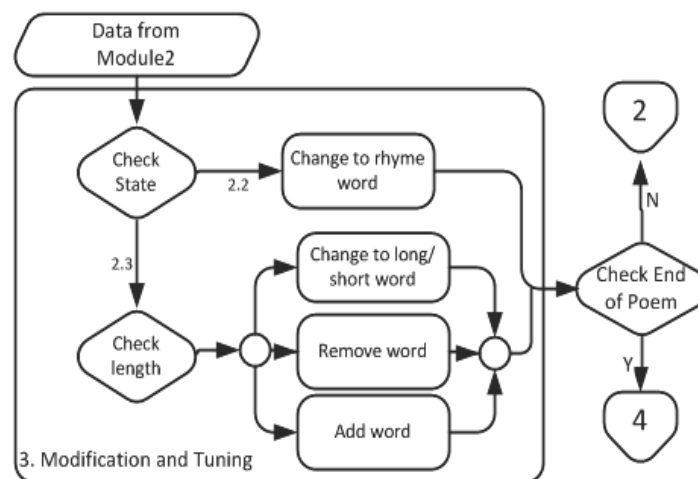 Data from
Module2
Check
State
2.2
Change to rhyme
word
2.3
Check
length
Change to long/
short word
Remove word
Add word
3. Modification and Tuning
2
N
Check End
of Poem
Y
4